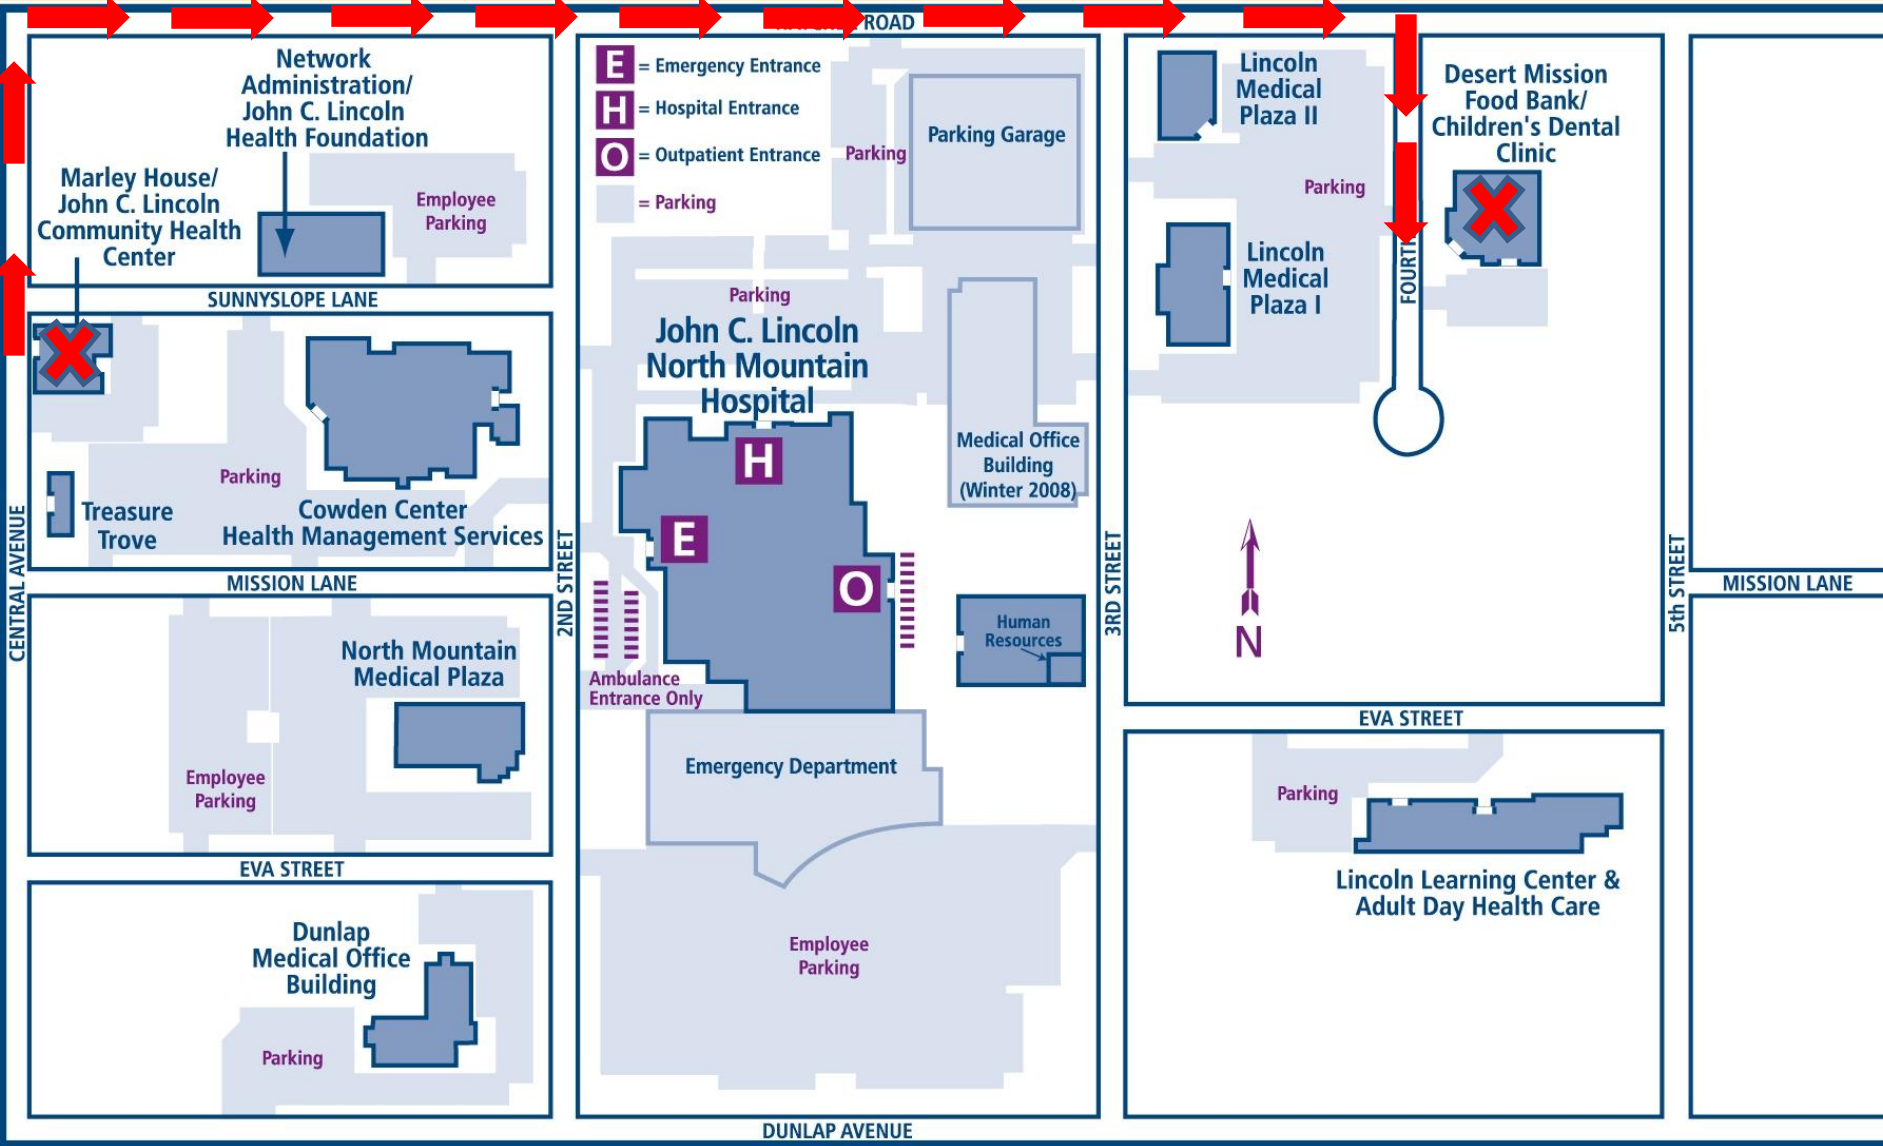 ROAD
Network
Administration/
John C. Lincoln
Health Foundation
Marley House/
John C. Lincoln
Community Health
Center
Employee
Parking
SUNNYSLOPE LANE
Parking
Treasure
Trove
Cowden Center
Health Management Services
CENTRAL AVENUE
MISSION LANE
North Mountain
Medical Plaza
Employee
Parking
EVA STREET
Dunlap
Medical Office
Building
Parking
2ND STREET
E = Emergency Entrance
H = Hospital Entrance
O = Outpatient Entrance
= Parking
Parking
Parking Garage
Parking
John C. Lincoln
North Mountain
Hospital
H
E
O
Medical Office
Building
(Winter 2008)
Human
Resources
Ambulance
Entrance Only
Emergency Department
Employee
Parking
DUNLAP AVENUE
3RD STREET
Lincoln
Medical
Plaza II
Parking
Lincoln
Medical
Plaza I
Desert Mission
Food Bank/
Children's Dental
Clinic
N
5th STREET
MISSION LANE
EVA STREET
Parking
Lincoln Learning Center &
Adult Day Health Care